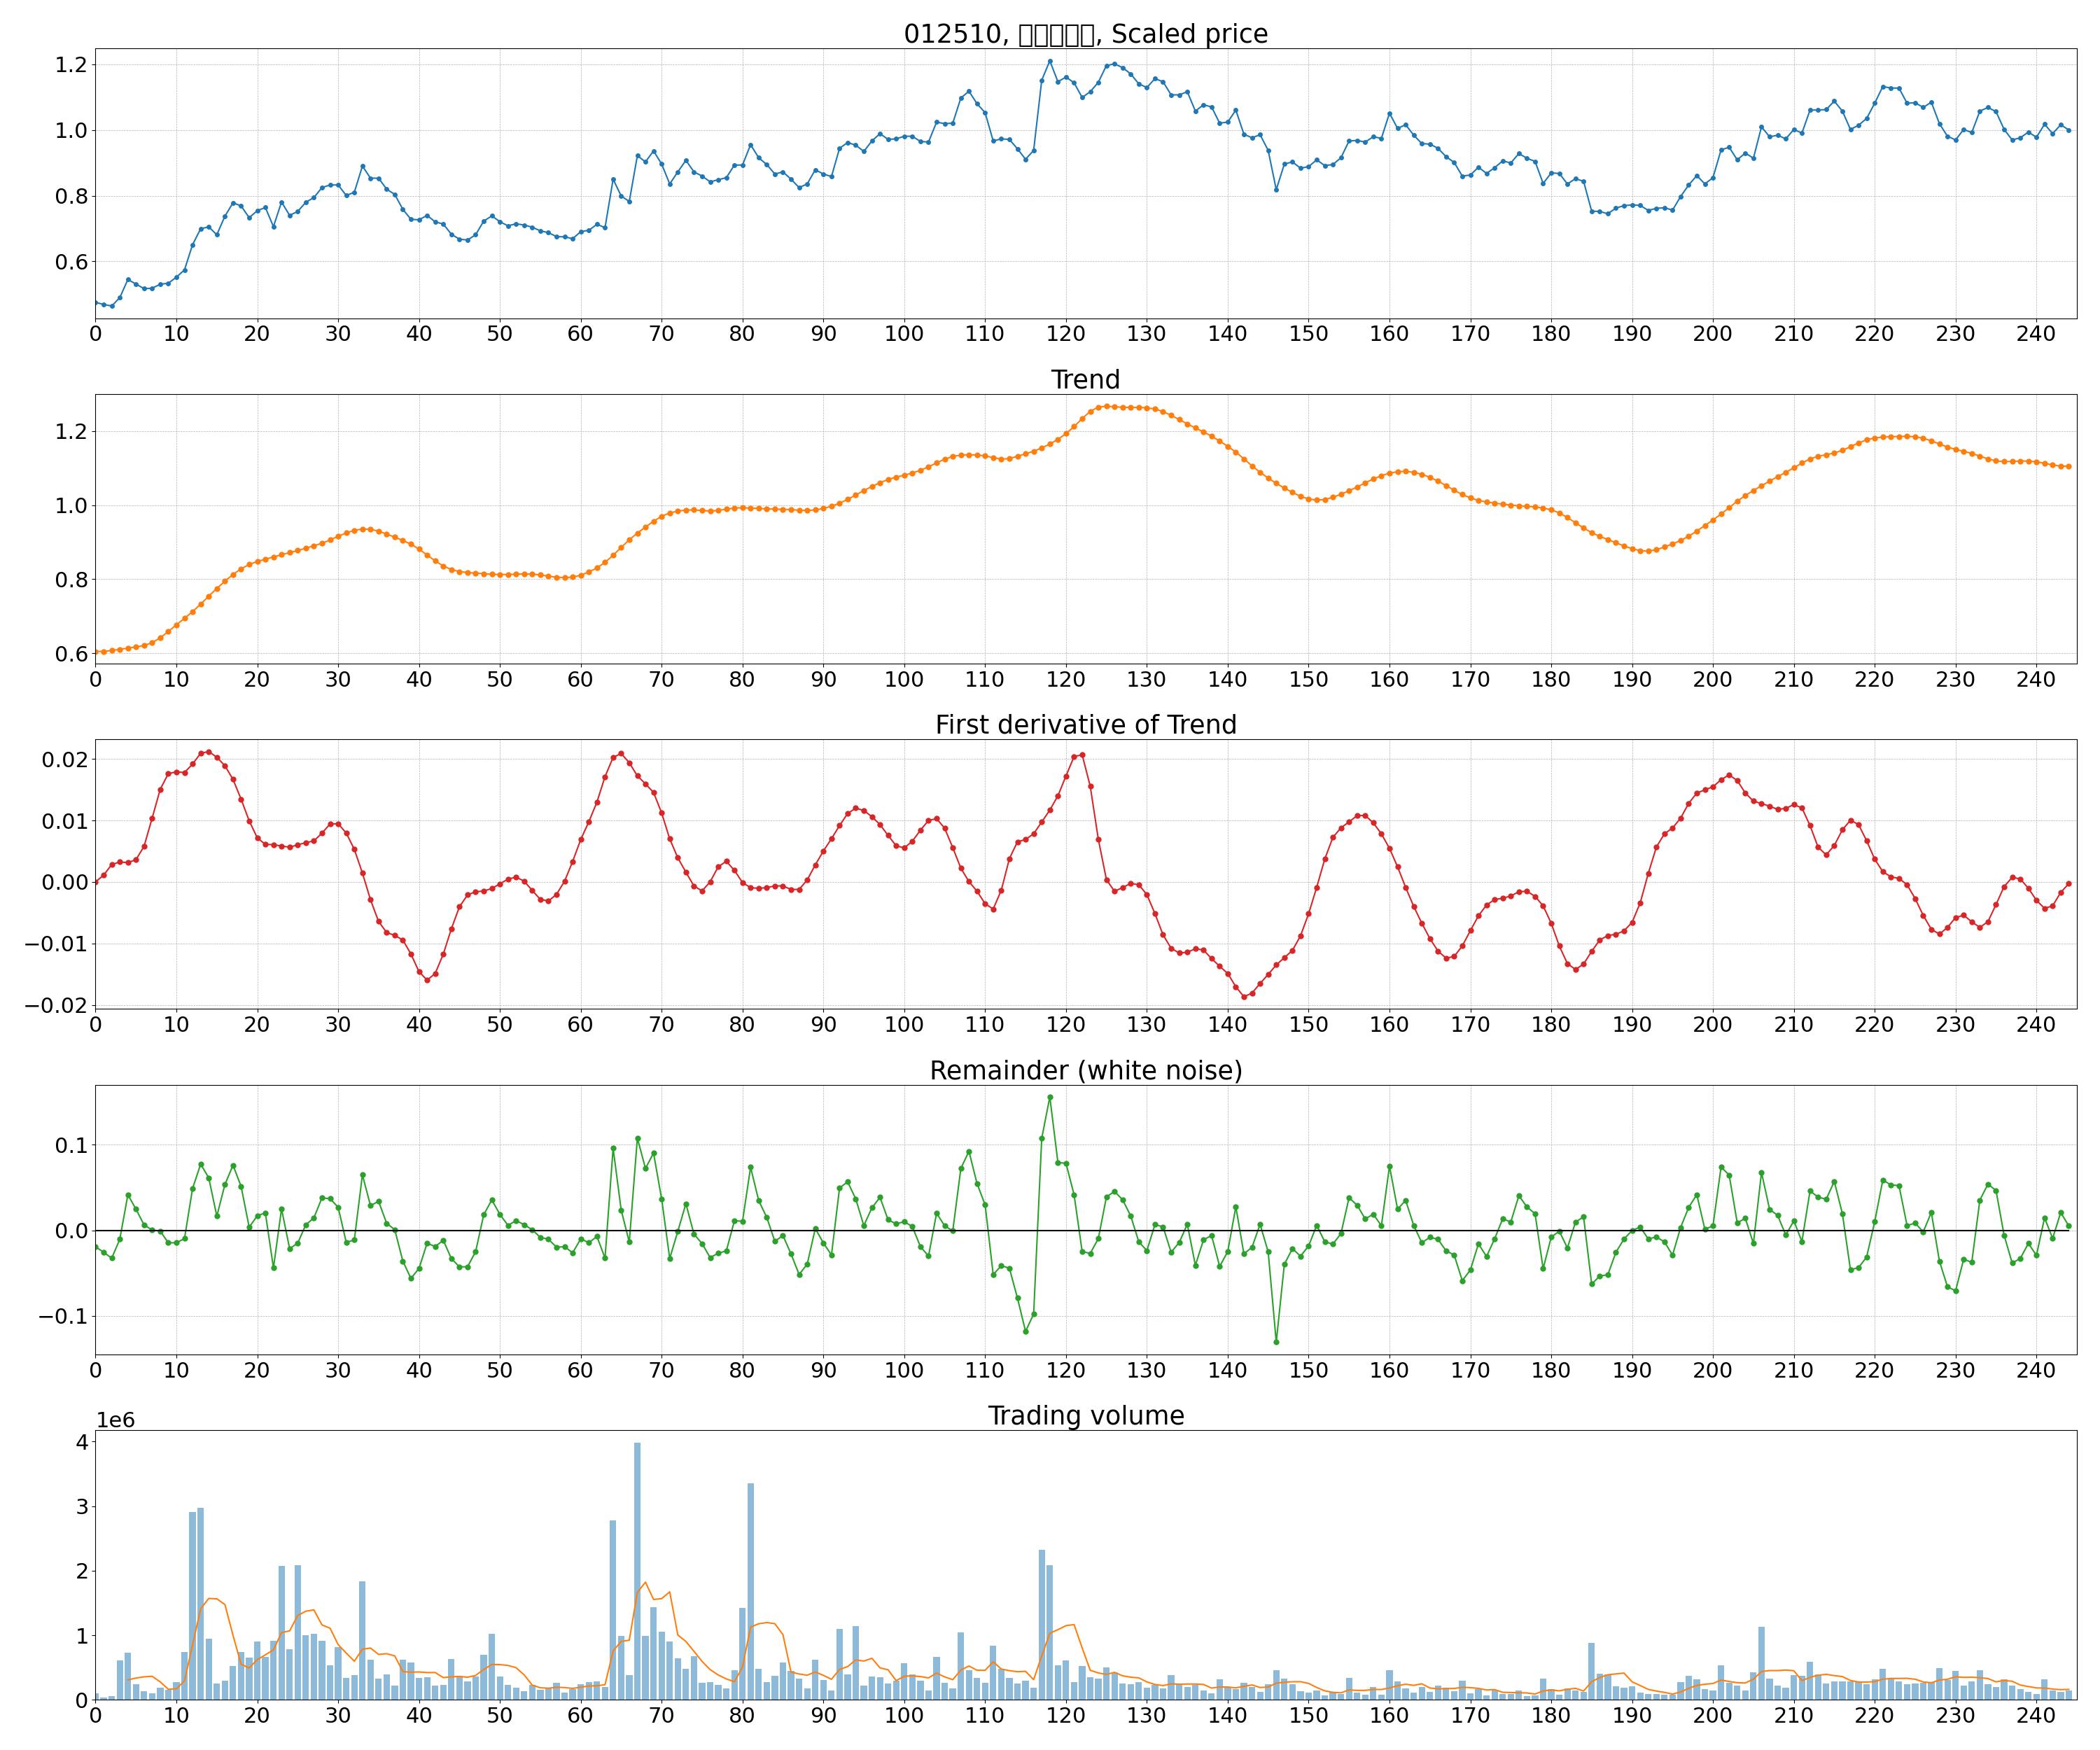 012510, □□□□□, Scaled price
1.2
1.0
0.8
0.6
0 10 20 30 40 50 60 70 80 90 100 110 120 130 140 150 160 170 180 190 200 210 220 230 240
Trend
1.2
1.0
0.8
0.6
0 10 20 30 40 50 60 70 80 90 100 110 120 130 140 150 160 170 180 190 200 210 220 230 240
First derivative of Trend
0.02
0.01
0.00
−0.01
−0.02
0 10 20 30 40 50 60 70 80 90 100 110 120 130 140 150 160 170 180 190 200 210 220 230 240
Remainder (white noise)
0.1
0.0
−0.1
0 10 20 30 40 50 60 70 80 90 100 110 120 130 140 150 160 170 180 190 200 210 220 230 240
Trading volume
1e6
4
3
2
1
0
0 10 20 30 40 50 60 70 80 90 100 110 120 130 140 150 160 170 180 190 200 210 220 230 240